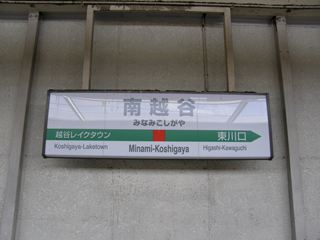 南越谷
みなみこしがや
越谷レイクタウン
東川口
Koshigaya-Laketown
Minami-Koshigaya
Higashi-Kawaguchi